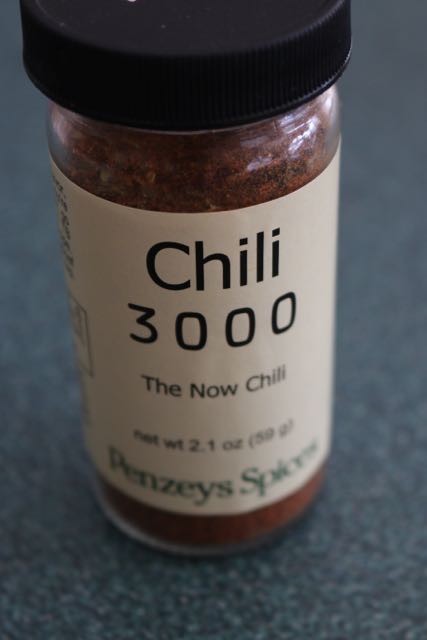 Chili
3000
The Now Chili
net wt 2.1 oz (59 g)
Penzeys Spices